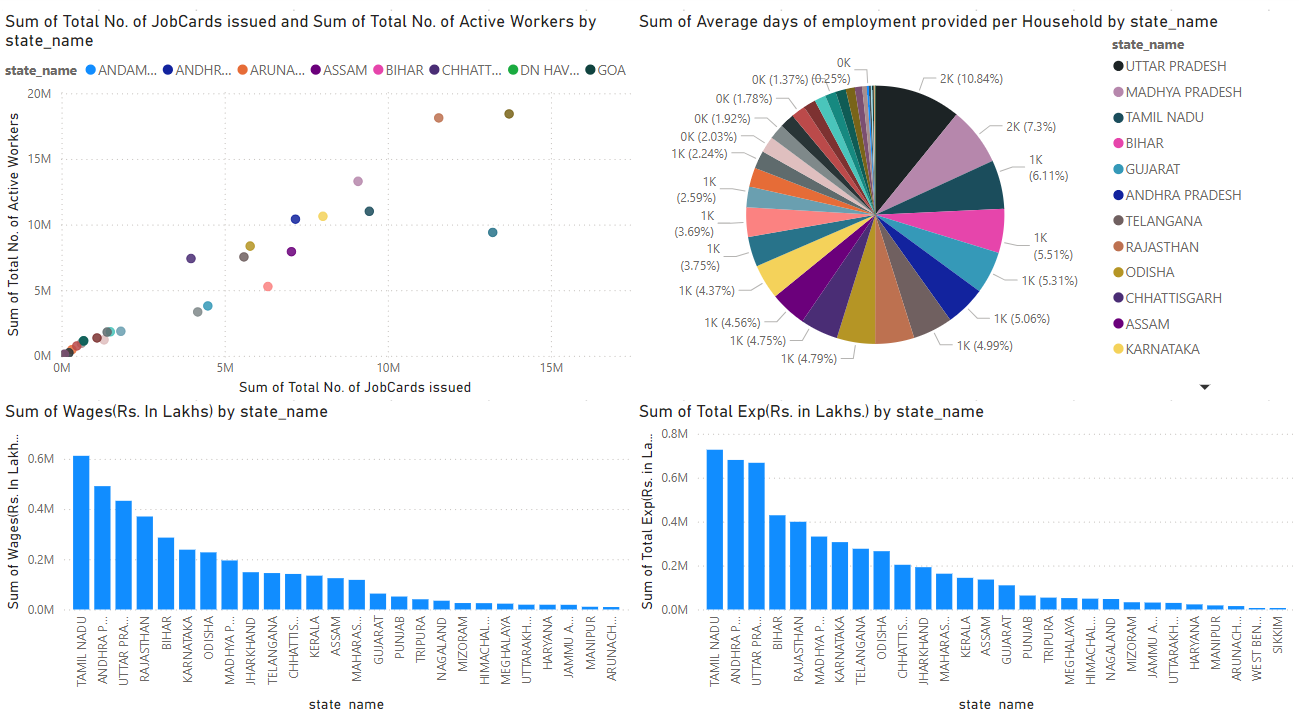 Sum of Total No. of JobCards issued and Sum of Total No. of Active Workers by
state_name
state_name ANDAM... ANDHR... ARUNA... ASSAM BIHAR CHHATT... DN HAV... GOA
20M
15M
10M
5M
0M
Sum of Total No. of Active Workers
0M 5M 10M 15M
Sum of Total No. of JobCards issued
Sum of Average days of employment provided per Household by state_name
2K (10.84%)
2K (7.3%)
1K
(6.11%)
1K
(5.51%)
1K (5.31%)
1K (5.06%)
1K (4.99%)
1K (4.79%)
1K (4.75%)
1K (4.56%)
1K (4.37%)
1K
(3.75%)
1K
(3.69%)
1K
(2.59%)
1K (2.24%)
0K (2.03%)
0K (1.92%)
0K (1.78%)
0K (1.37%)
(0.25%)
0K
state_name
UTTAR PRADESH
MADHYA PRADESH
TAMIL NADU
BIHAR
GUJARAT
ANDHRA PRADESH
TELANGANA
RAJASTHAN
ODISHA
CHHATTISGARH
ASSAM
KARNATAKA
Sum of Wages(Rs. In Lakhs) by state_name
Sum of Wages(Rs. In Lakh...
0.6M
0.4M
0.2M
0.0M
TAMIL NADU
ANDHRA P...
UTTAR PRA...
RAJASTHAN
BIHAR
KARNATAKA
ODISHA
MADHYA P...
JHARKHAND
TELANGANA
CHHATTIS...
KERALA
ASSAM
MAHARAS...
GUJARAT
PUNJAB
TRIPURA
NAGALAND
MIZORAM
HIMACHAL...
MEGHALAYA
UTTARAKH...
HARYANA
JAMMU A...
MANIPUR
ARUNACH...
state_name
Sum of Total Exp(Rs. in Lakhs.) by state_name
Sum of Total Exp(Rs. in La...
0.8M
0.6M
0.4M
0.2M
0.0M
TAMIL NADU
ANDHRA P...
UTTAR PRA...
BIHAR
RAJASTHAN
MADHYA P...
KARNATAKA
TELANGANA
ODISHA
CHHATTIS...
JHARKHAND
MAHARAS...
KERALA
ASSAM
GUJARAT
PUNJAB
TRIPURA
MEGHALAYA
HIMACHAL...
NAGALAND
MIZORAM
JAMMU A...
UTTARAKH...
HARYANA
MANIPUR
ARUNACH...
WEST BEN...
SIKKIM
state_name